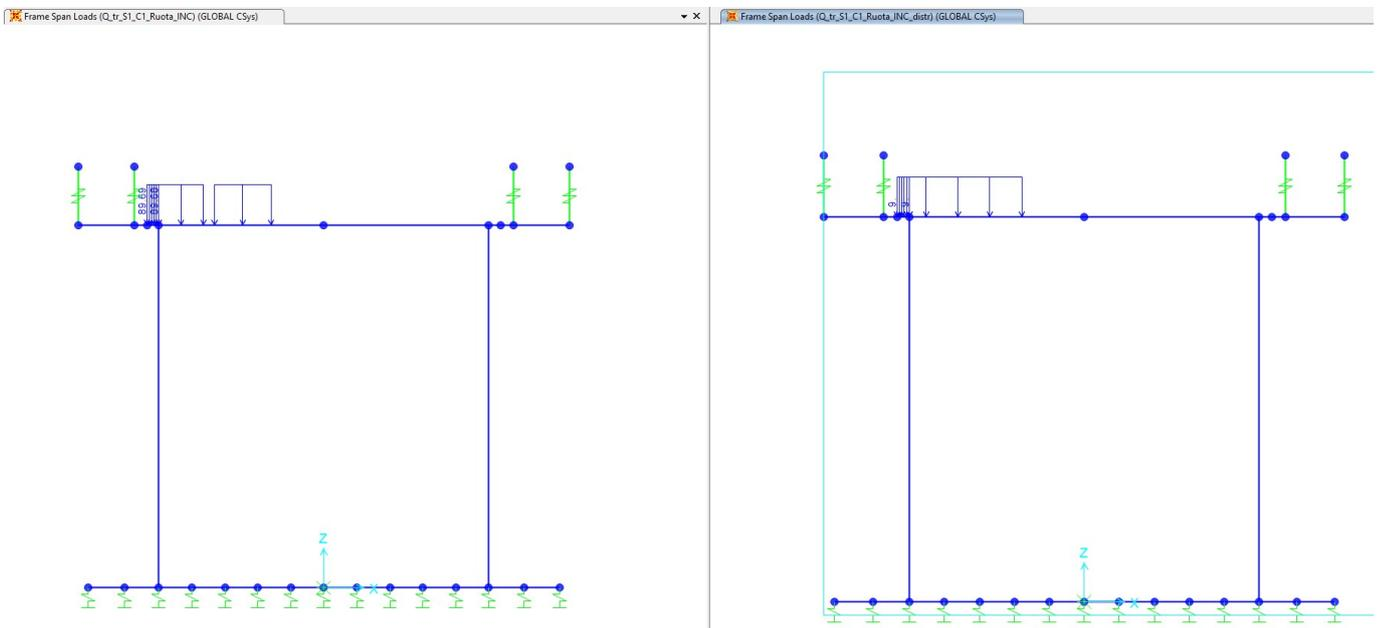 Frame Span Loads (Q_tr_S1_C1_Ruota_INC) (GLOBAL CSys)
Frame Span Loads (Q_tr_S1_C1_Ruota_INC_distr) (GLOBAL CSys)
Z
X
Z
X